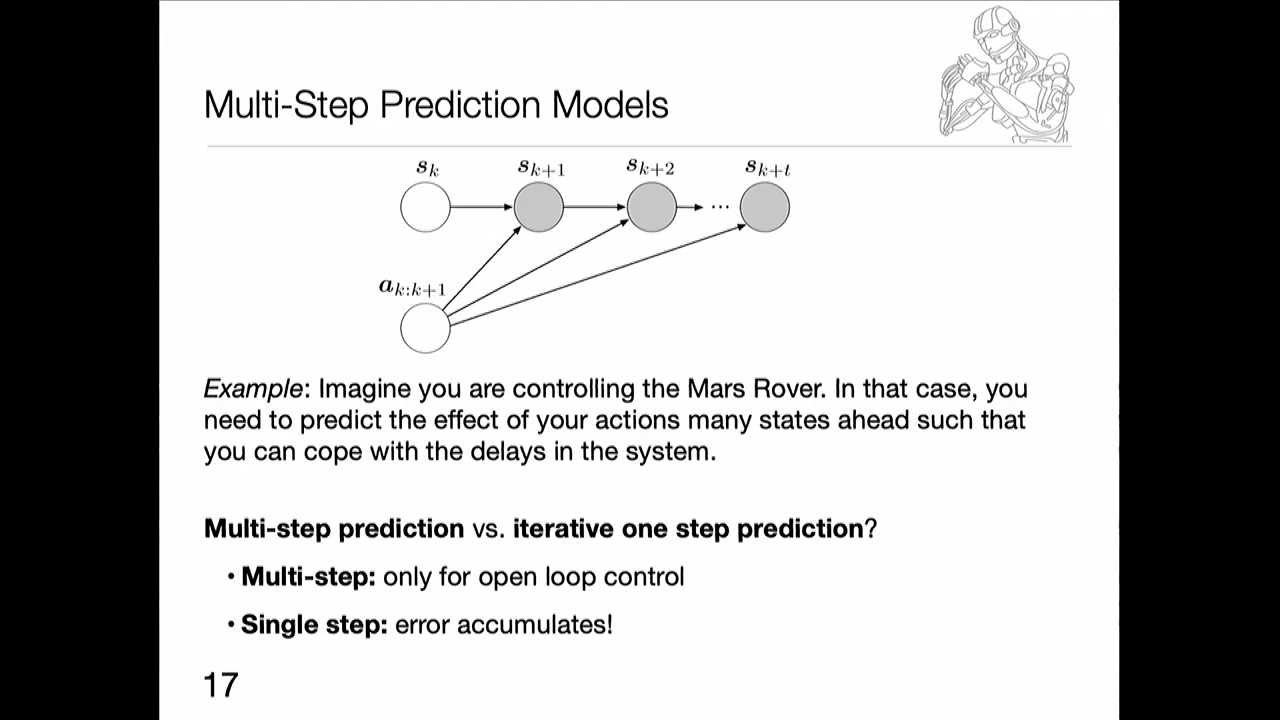 Multi-Step Prediction Models
s_k s_{k+1} s_{k+2} s_{k+t}
...
a_{k:k+1}
Example: Imagine you are controlling the Mars Rover. In that case, you
need to predict the effect of your actions many states ahead such that
you can cope with the delays in the system.
Multi-step prediction vs. iterative one step prediction?
• Multi-step: only for open loop control
• Single step: error accumulates!
17